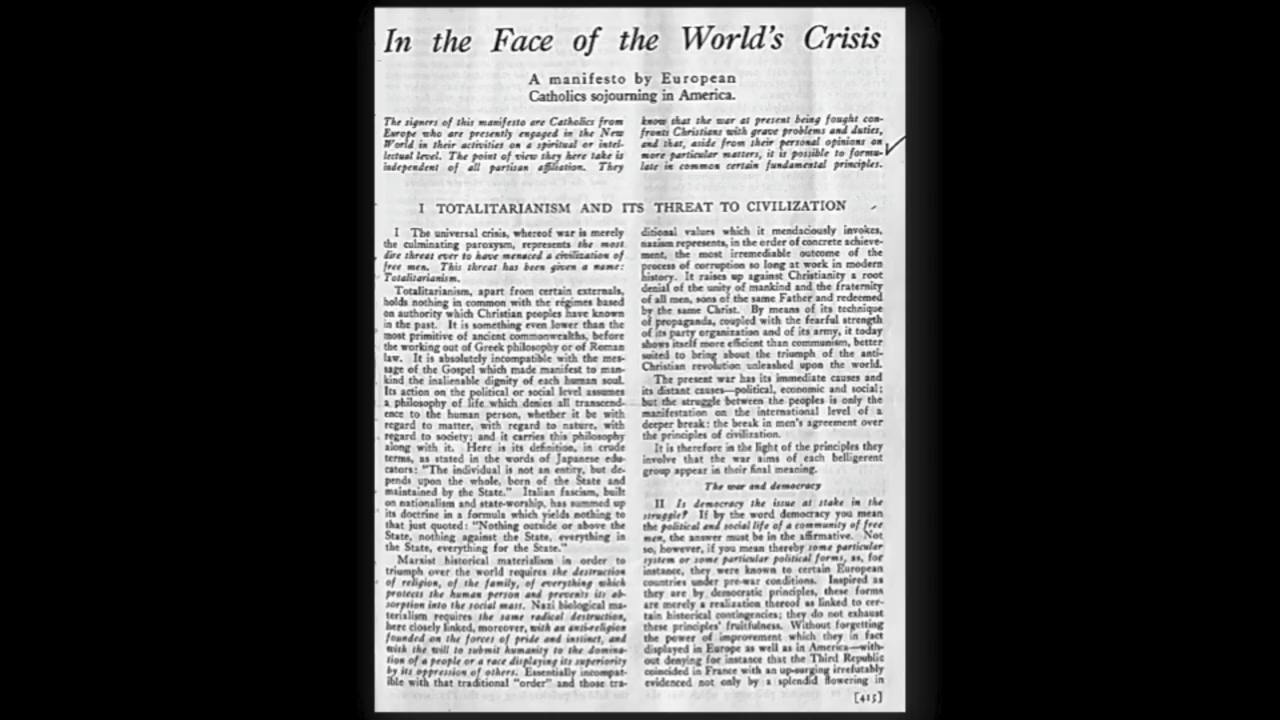 In the Face of the World's Crisis
A manifesto by European
Catholics sojourning in America.
The signers of this manifesto are Catholics from
Europe who are presently engaged in the New
World in their activities on a spiritual or intel-
lectual level. The point of view they here take is
independent of all partisan affiliation. They
know that the war at present being fought con-
fronts Christians with grave problems and duties,
and that, aside from their personal opinions on
more particular matters, it is possible to formu-
late in common certain fundamental principles.
I TOTALITARIANISM AND ITS THREAT TO CIVILIZATION
I The universal crisis, whereof war is merely
the culminating paroxysm, represents the most
dire threat ever to have menaced a civilization of
free men. This threat has been given a name:
Totalitarianism.
Totalitarianism, apart from certain externals,
holds nothing in common with the régimes based
on authority which Christian peoples have known
in the past. It is something even lower than the
most primitive of ancient commonwealths, before
the working out of Greek philosophy or of Roman
law. It is absolutely incompatible with the mes-
sage of the Gospel which made manifest to man-
kind the inalienable dignity of each human soul.
Its action on the political or social level assumes
a philosophy of life which denies all transcend-
ence to the human person, whether it be with
regard to matter, with regard to nature, with
regard to society; and it carries this philosophy
along with it. Here is its definition, in crude
terms, as stated in the words of Japanese edu-
cators: "The individual is not an entity, but de-
pends upon the whole, born of the State and
maintained by the State." Italian fascism, built
on nationalism and state-worship, has summed up
its doctrine in a formula which yields nothing to
that just quoted: "Nothing outside or above the
State, nothing against the State, everything in
the State, everything for the State."
Marxist historical materialism in order to
triumph over the world requires the destruction
of religion, of the family, of everything which
protects the human person and prevents its ab-
sorption into the social mass. Nazi biological ma-
terialism requires the same radical destruction,
here closely linked, moreover, with an anti-religion
founded on the forces of pride and instinct, and
with the will to submit humanity to the domina-
tion of a people or a race displaying its superiority
by its oppression of others. Essentially incompat-
ible with that traditional "order" and those tra-
ditional values which it mendaciously invokes,
nazism represents, in the order of concrete achieve-
ment, the most irremediable outcome of the
process of corruption so long at work in modern
history. It raises up against Christianity a root
denial of the unity of mankind and the fraternity
of all men, sons of the same Father and redeemed
by the same Christ. By means of its technique
of propaganda, coupled with the fearful strength
of its party organization and of its army, it today
shows itself more efficient than communism, better
suited to bring about the triumph of the anti-
Christian revolution unleashed upon the world.
The present war has its immediate causes and
its distant causes—political, economic and social;
but the struggle between the peoples is only the
manifestation on the international level of a
deeper break: the break in men's agreement over
the principles of civilization.
It is therefore in the light of the principles they
involve that the war aims of each belligerent
group appear in their final meaning.
The war and democracy
II Is democracy the issue at stake in the
struggle? If by the word democracy you mean
the political and social life of a community of free
men, the answer must be in the affirmative. Not
so, however, if you mean thereby some particular
system or some particular political forms, as, for
instance, they were known to certain European
countries under pre-war conditions. Inspired as
they are by democratic principles, these forms
are merely a realization thereof as linked to cer-
tain historical contingencies; they do not exhaust
these principles' fruitfulness. Without forgetting
the power of improvement which they in fact
displayed in Europe as well as in America—with-
out denying for instance that the Third Republic
coincided in France with an up-surging irrefutably
evidenced not only by a splendid flowering in
[415]